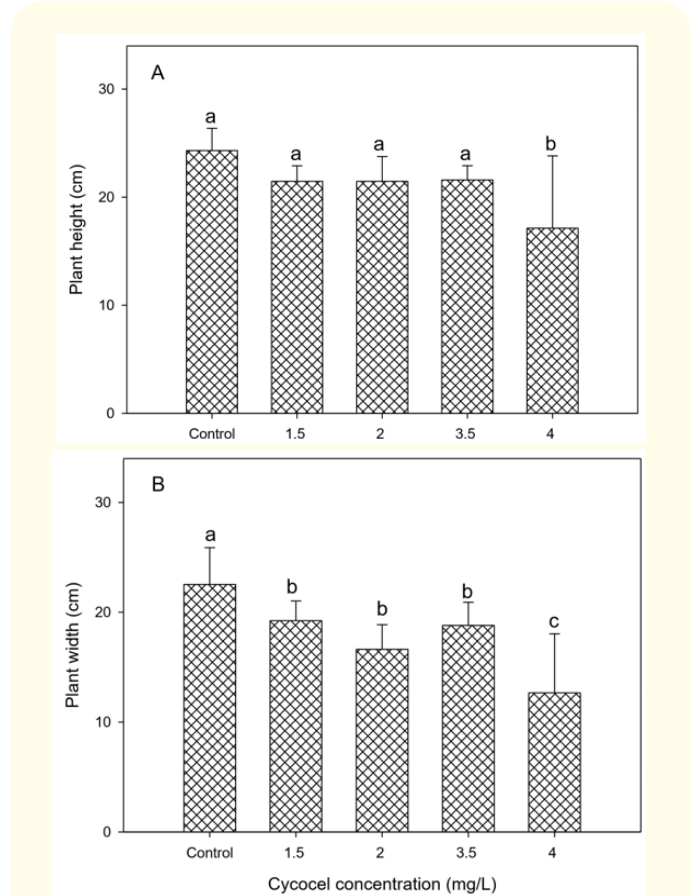 A
30
20
10
0
Plant height (cm)
a
a
a
a
b
Control 1.5 2 3.5 4
B
30
20
10
0
Plant width (cm)
a
b
b
b
c
Control 1.5 2 3.5 4
Cycocel concentration (mg/L)